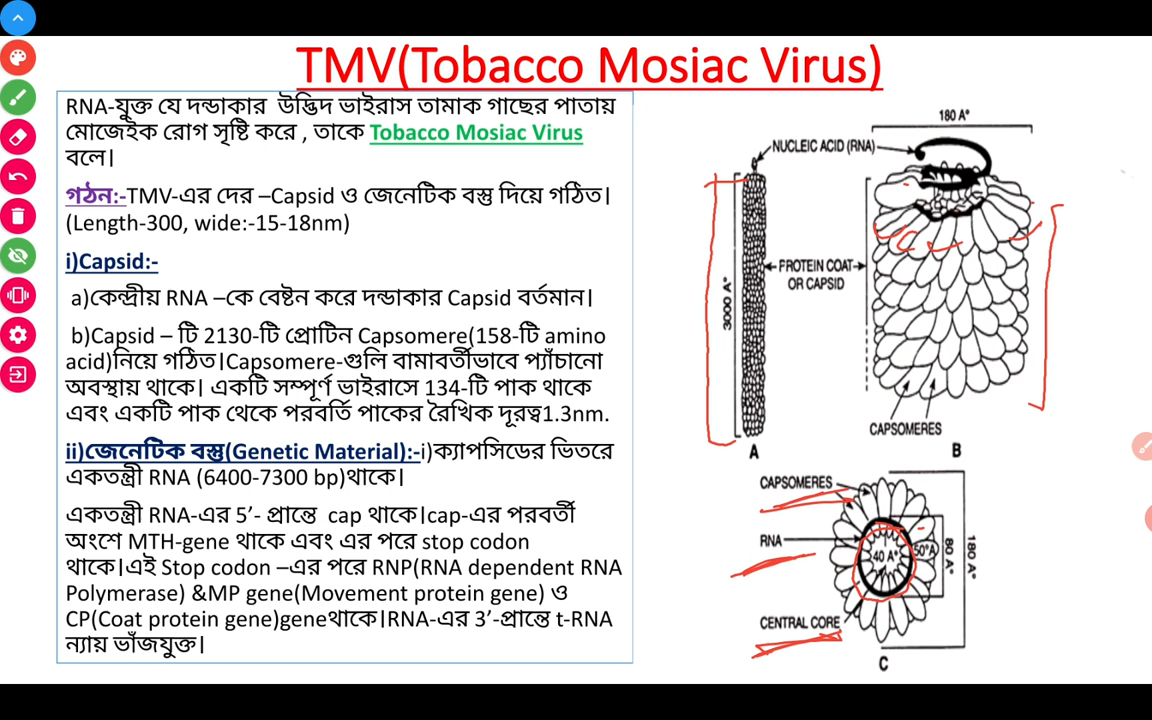 TMV(Tobacco Mosiac Virus)
RNA-যুক্ত যে দন্ডাকার উদ্ভিদ ভাইরাস তামাক গাছের পাতায়
মোজেইক রোগ সৃষ্টি করে , তাকে Tobacco Mosiac Virus
বলে।
গঠন:-TMV-এর দের –Capsid ও জেনেটিক বস্তু দিয়ে গঠিত।
(Length-300, wide:-15-18nm)
i)Capsid:-
a)কেন্দ্রীয় RNA –কে বেষ্টন করে দন্ডাকার Capsid বর্তমান।
b)Capsid – টি 2130-টি প্রোটিন Capsomere(158-টি amino
acid)নিয়ে গঠিত।Capsomere-গুলি বামাবর্তীভাবে প্যাঁচানো
অবস্থায় থাকে। একটি সম্পূর্ণ ভাইরাসে 134-টি পাক থাকে
এবং একটি পাক থেকে পরবর্তি পাকের রৈখিক দূরত্ব1.3nm.
ii)জেনেটিক বস্তু(Genetic Material):-i)ক্যাপসিডের ভিতরে
একতন্ত্রী RNA (6400-7300 bp)থাকে।
একতন্ত্রী RNA-এর 5’- প্রান্তে cap থাকে।cap-এর পরবর্তী
অংশে MTH-gene থাকে এবং এর পরে stop codon
থাকে।এই Stop codon –এর পরে RNP(RNA dependent RNA
Polymerase) &MP gene(Movement protein gene) ও
CP(Coat protein gene)geneথাকে।RNA-এর 3’-প্রান্তে t-RNA
ন্যায় ভাঁজযুক্ত।
180 A°
NUCLEIC ACID (RNA)
3000 A°
PROTEIN COAT
OR CAPSID
CAPSOMERES
A
B
CAPSOMERES
RNA
40 A°
50°A
80 A°
180 A°
CENTRAL CORE
C